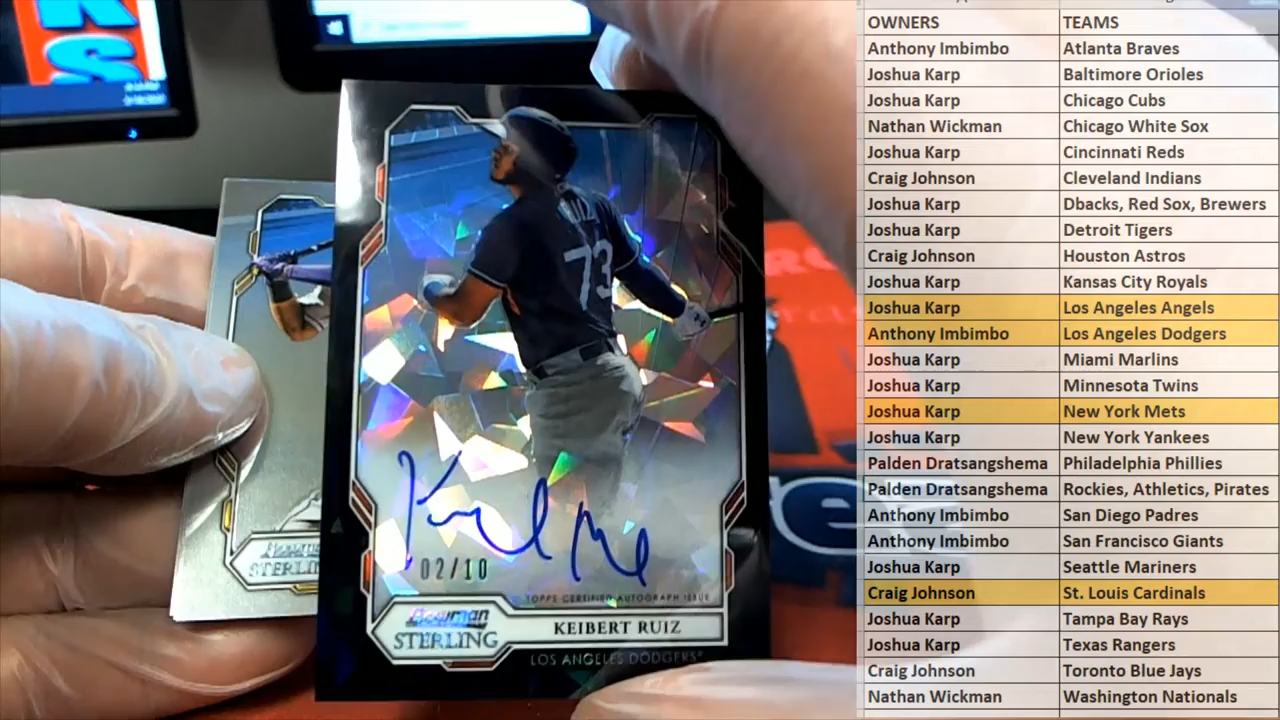 KS
RUIZ
73
02/10
TOPPS CERTIFIED AUTOGRAPH ISSUE
Bowman
STERLING
KEIBERT RUIZ
LOS ANGELES DODGERS
Bowman
STERLIN
OWNERS TEAMS
Anthony Imbimbo Atlanta Braves
Joshua Karp Baltimore Orioles
Joshua Karp Chicago Cubs
Nathan Wickman Chicago White Sox
Joshua Karp Cincinnati Reds
Craig Johnson Cleveland Indians
Joshua Karp Dbacks, Red Sox, Brewers
Joshua Karp Detroit Tigers
Craig Johnson Houston Astros
Joshua Karp Kansas City Royals
Joshua Karp Los Angeles Angels
Anthony Imbimbo Los Angeles Dodgers
Joshua Karp Miami Marlins
Joshua Karp Minnesota Twins
Joshua Karp New York Mets
Joshua Karp New York Yankees
Palden Dratsangshema Philadelphia Phillies
Palden Dratsangshema Rockies, Athletics, Pirates
Anthony Imbimbo San Diego Padres
Anthony Imbimbo San Francisco Giants
Joshua Karp Seattle Mariners
Craig Johnson St. Louis Cardinals
Joshua Karp Tampa Bay Rays
Joshua Karp Texas Rangers
Craig Johnson Toronto Blue Jays
Nathan Wickman Washington Nationals